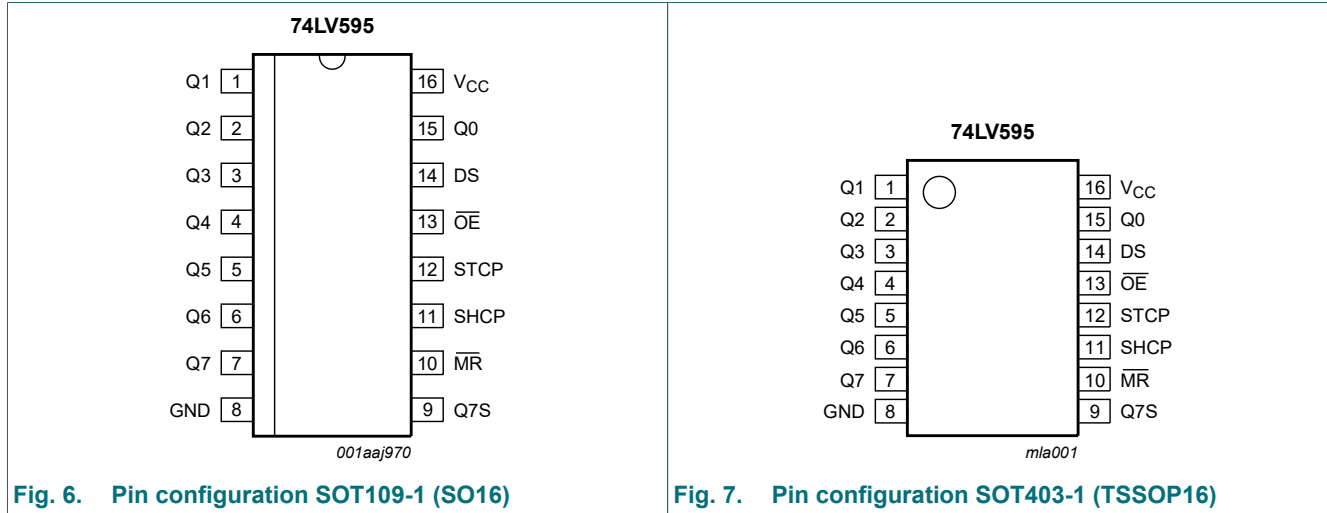 74LV595
Q1 1 16 VCC
Q2 2 15 Q0
Q3 3 14 DS
Q4 4 13 O̅E̅
Q5 5 12 STCP
Q6 6 11 SHCP
Q7 7 10 M̅R̅
GND 8 9 Q7S
001aaj970
Fig. 6. Pin configuration SOT109-1 (SO16)
74LV595
Q1 1 16 VCC
Q2 2 15 Q0
Q3 3 14 DS
Q4 4 13 O̅E̅
Q5 5 12 STCP
Q6 6 11 SHCP
Q7 7 10 M̅R̅
GND 8 9 Q7S
mla001
Fig. 7. Pin configuration SOT403-1 (TSSOP16)